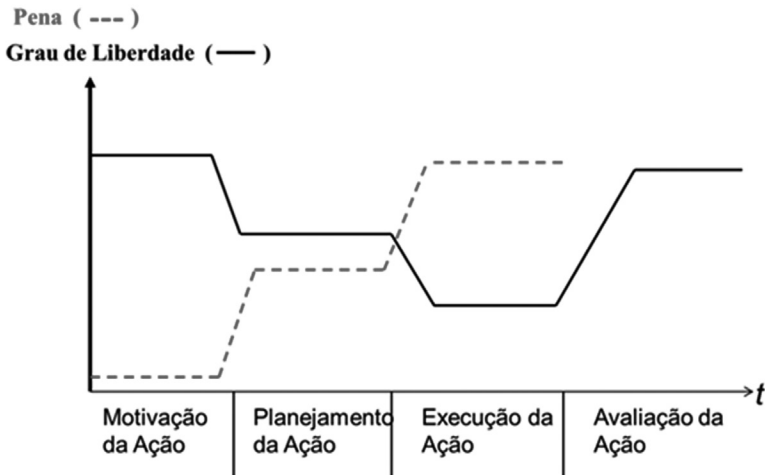 Pena ( --- )
Grau de Liberdade ( — )
t
Motivação
da Ação
Planejamento
da Ação
Execução da
Ação
Avaliação da
Ação